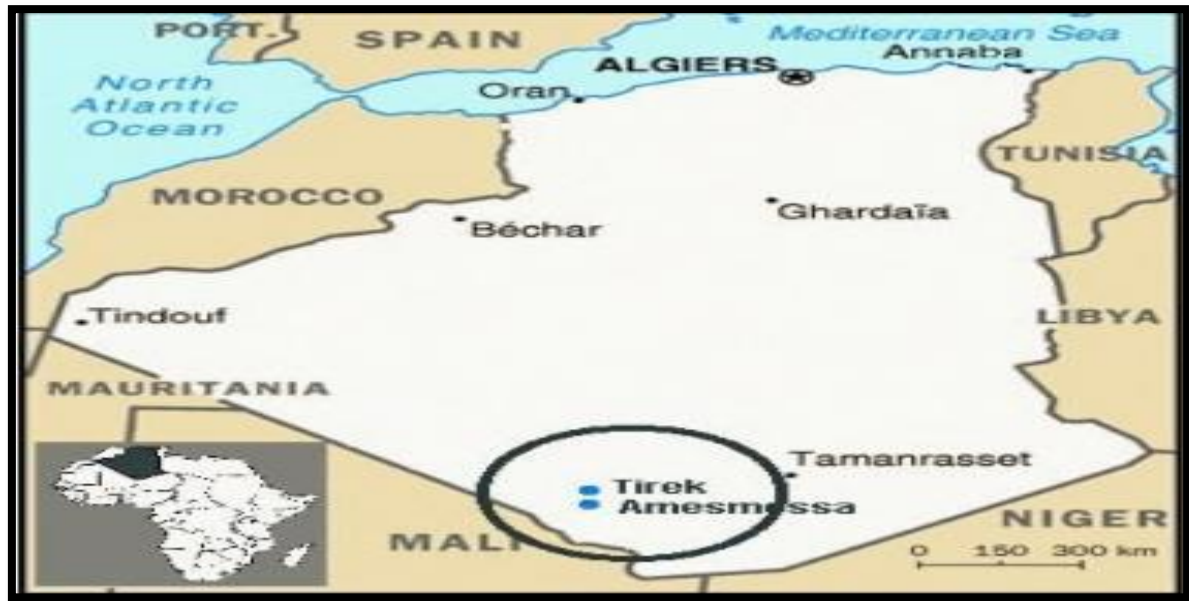 PORT.
SPAIN
Mediterranean Sea
Annaba
ALGIERS
Oran
North
Atlantic
Ocean
TUNISIA
MOROCCO
Béchar
Ghardaïa
Tindouf
LIBYA
MAURITANIA
Tamanrasset
Tirek
Amesmessa
MALI
NIGER
0 150 300 km